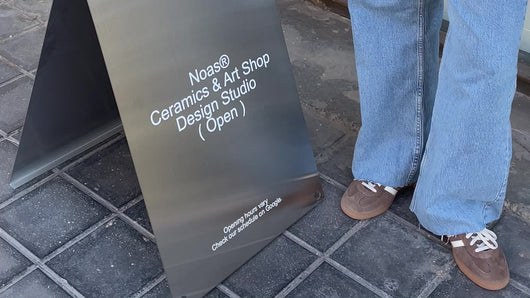 Noas®
Ceramics & Art Shop
Design Studio
( Open )
Opening hours vary
Check our schedule on Google